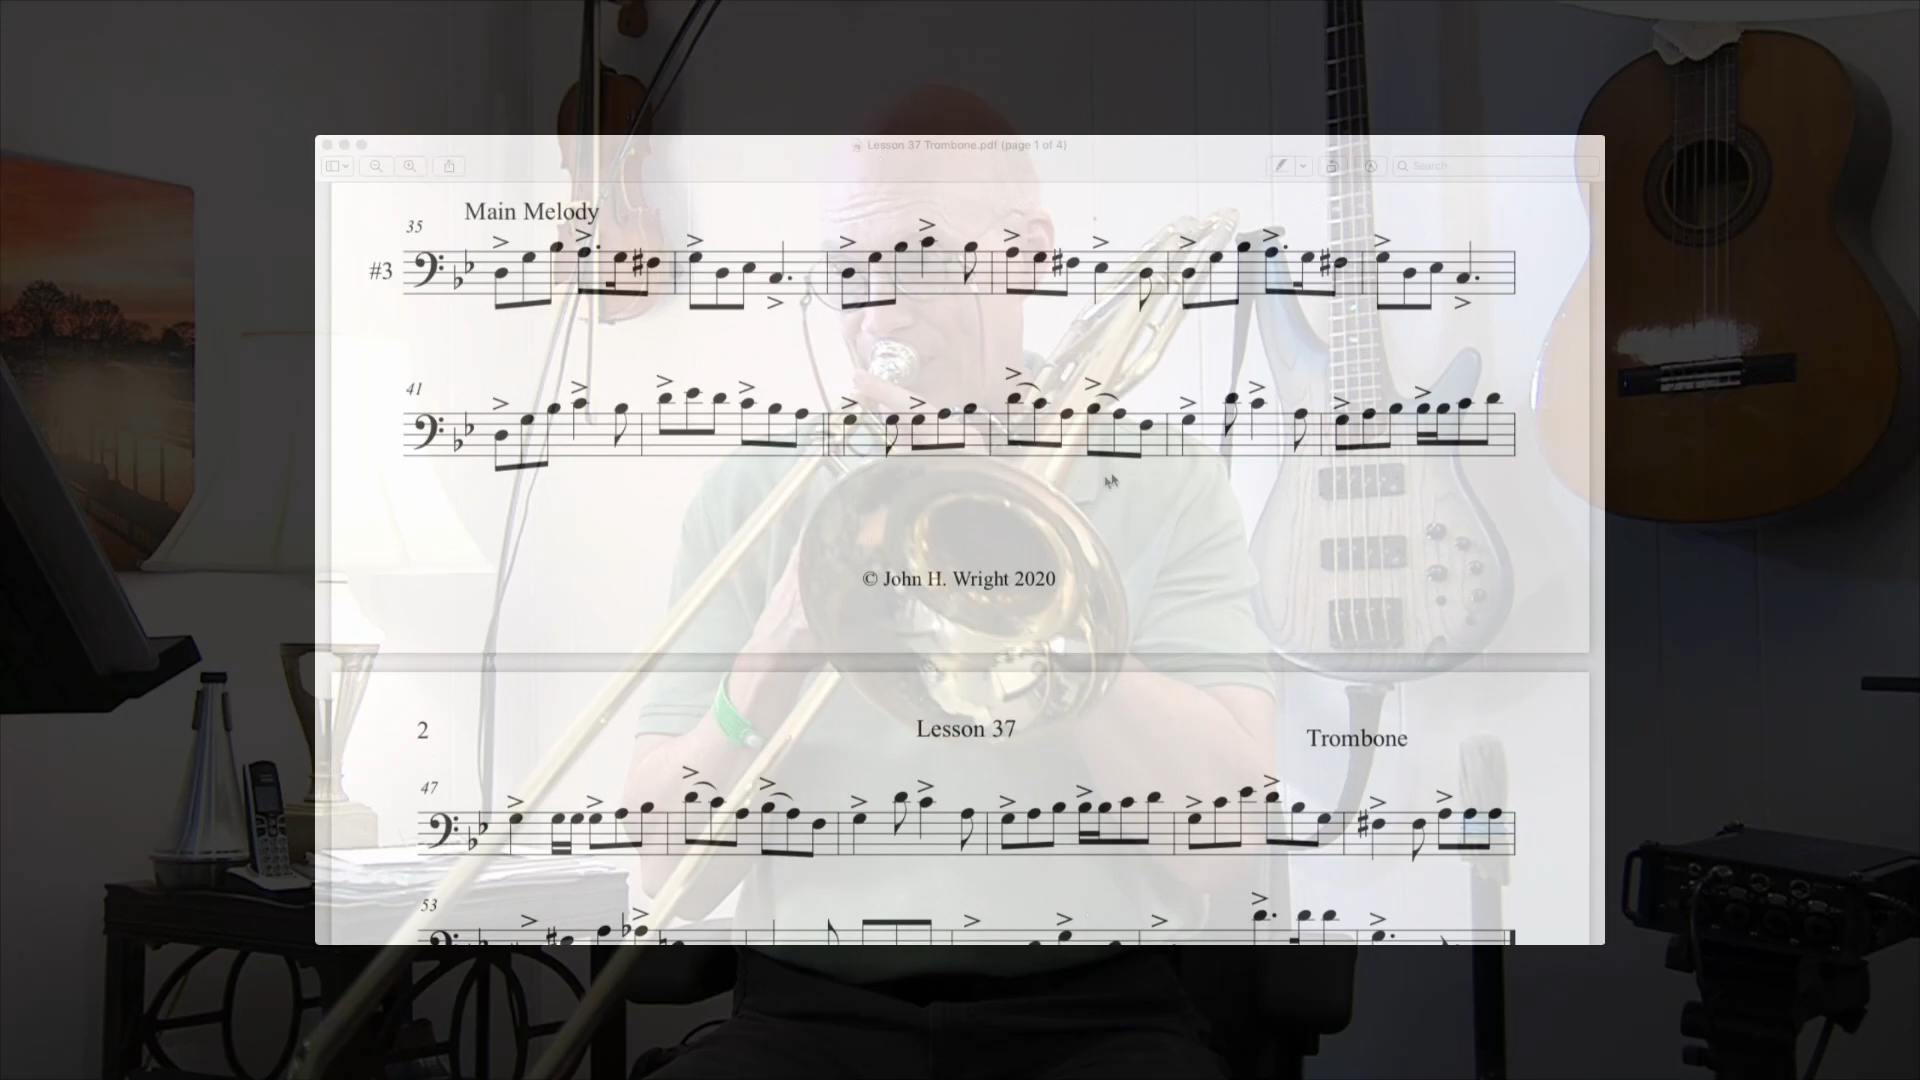 Lesson 37 Trombone.pdf (page 1 of 4)
Search
Main Melody
35
#3
41
© John H. Wright 2020
2
Lesson 37
Trombone
47
53